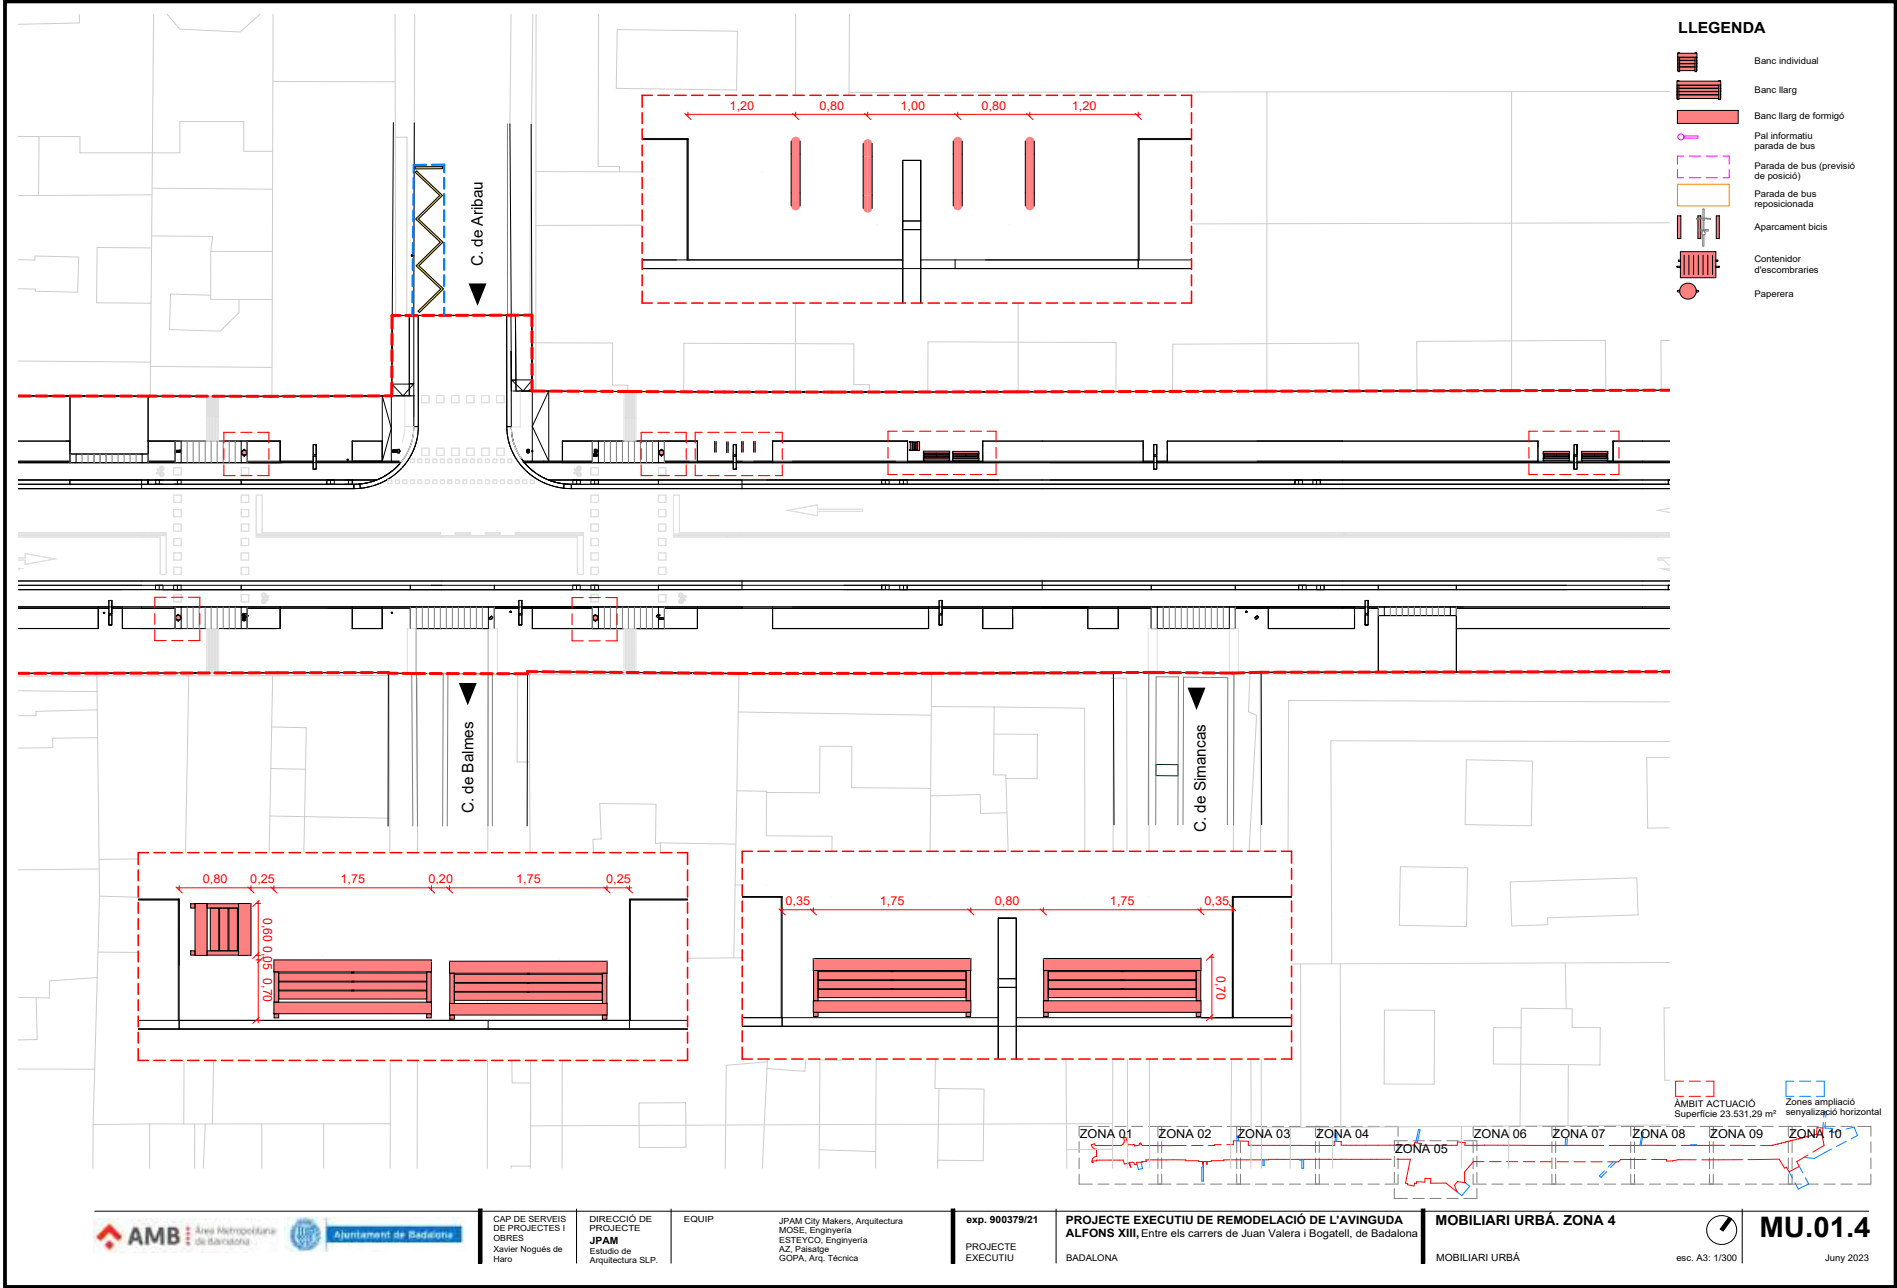 LLEGENDA
Banc individual
Banc llarg
Banc llarg de formigó
Pal informatiu
parada de bus
Parada de bus (previsió
de posició)
Parada de bus
reposicionada
Aparcament bicis
Contenidor
d'escombraries
Paperera
1,20 0,80 1,00 0,80 1,20
C. de Aribau
C. de Balmes
C. de Simancas
0,80 0,25 1,75 0,20 1,75 0,25
0,60 0,05 0,70
0,35 1,75 0,80 1,75 0,35
0,70
ÀMBIT ACTUACIÓ
Superfície 23.531,29 m²
Zones ampliació
senyalizació horizontal
ZONA 01 ZONA 02 ZONA 03 ZONA 04 ZONA 05 ZONA 06 ZONA 07 ZONA 08 ZONA 09 ZONA 10
AMB Àrea Metropolitana
de Barcelona
Ajuntament de Badalona
CAP DE SERVEIS
DE PROJECTES I
OBRES
Xavier Nogués de
Haro
DIRECCIÓ DE
PROJECTE
JPAM
Estudio de
Arquitectura SLP.
EQUIP
JPAM City Makers, Arquitectura
MOSE, Enginyería
ESTEYCO, Enginyería
AZ, Paisatge
GOPA, Arq. Técnica
exp. 900379/21
PROJECTE
EXECUTIU
PROJECTE EXECUTIU DE REMODELACIÓ DE L'AVINGUDA
ALFONS XIII, Entre els carrers de Juan Valera i Bogatell, de Badalona
BADALONA
MOBILIARI URBÁ. ZONA 4
MOBILIARI URBÁ
esc. A3: 1/300
MU.01.4
Juny 2023